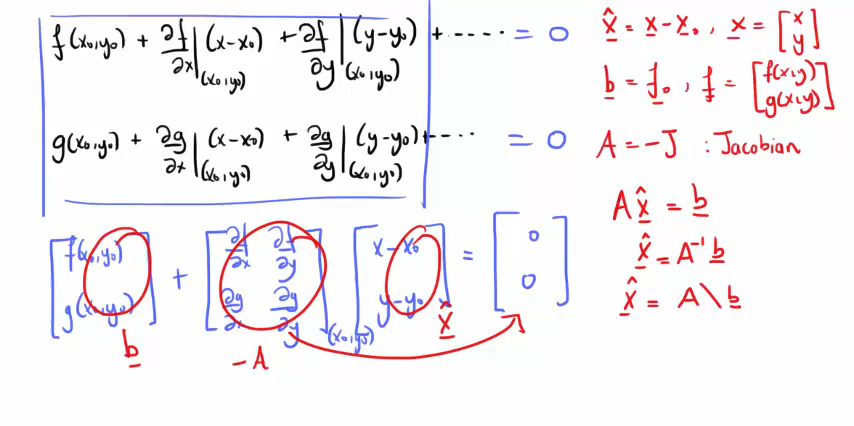 f(x₀,y₀) + ∂f/∂x|(x₀,y₀) (x-x₀) + ∂f/∂y|(x₀,y₀) (y-y₀) + ---- = 0
g(x₀,y₀) + ∂g/∂x|(x₀,y₀) (x-x₀) + ∂g/∂y|(x₀,y₀) (y-y₀) + --- = 0
[f(x₀,y₀) g(x₀,y₀)] + [∂f/∂x ∂f/∂y ∂g/∂x ∂g/∂y](x₀,y₀) [x-x₀ y-y₀] = [0 0]
b -A x̂
x̂ = x-x₀, x = [x y]
b = f₀, f = [f(x,y) g(x,y)]
A = -J : Jacobian
Ax̂ = b
x̂ = A⁻¹ b
x̂ = A \ b